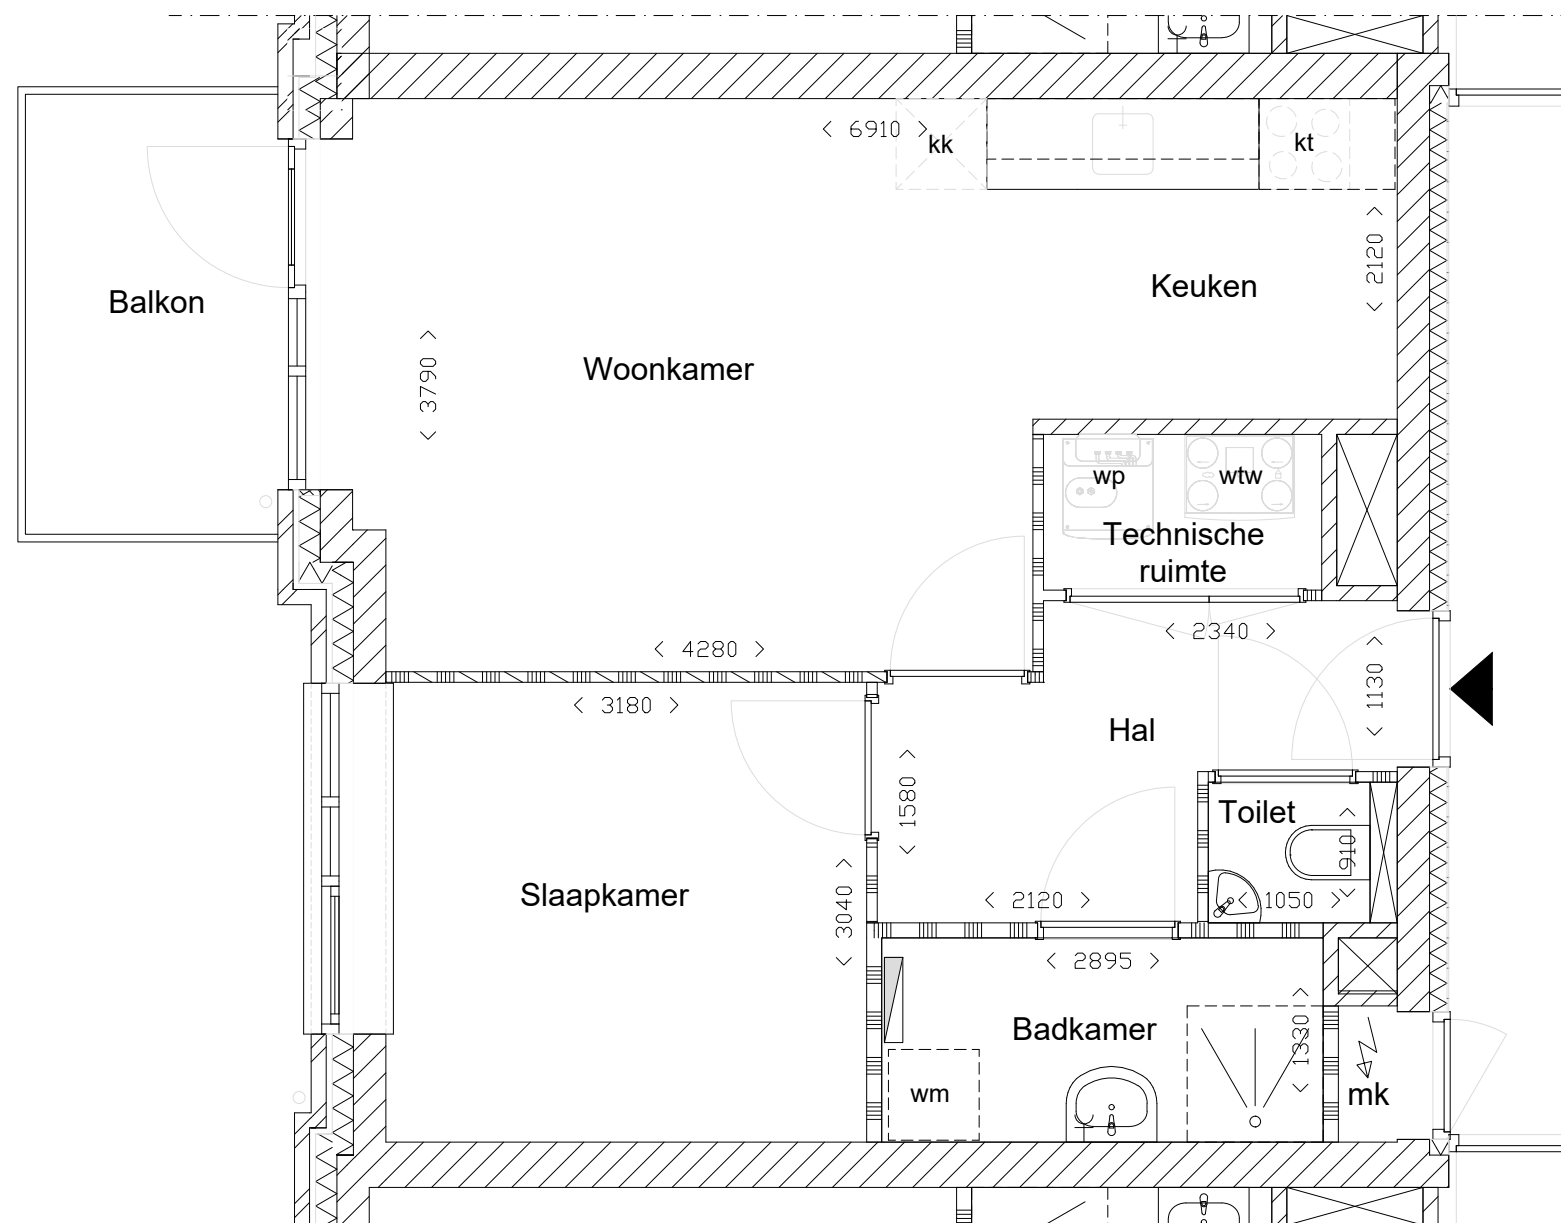 < 6910 >
kk
kt
< 2120 >
Keuken
Balkon
< 3790 >
Woonkamer
wp
wtw
Technische
ruimte
< 2340 >
< 4280 >
< 1130 >
< 3180 >
Hal
< 1580 >
Toilet
< 910 >
Slaapkamer
< 3040 >
< 2120 >
< 1050 >
< 2895 >
Badkamer
< 1330 >
wm
mk